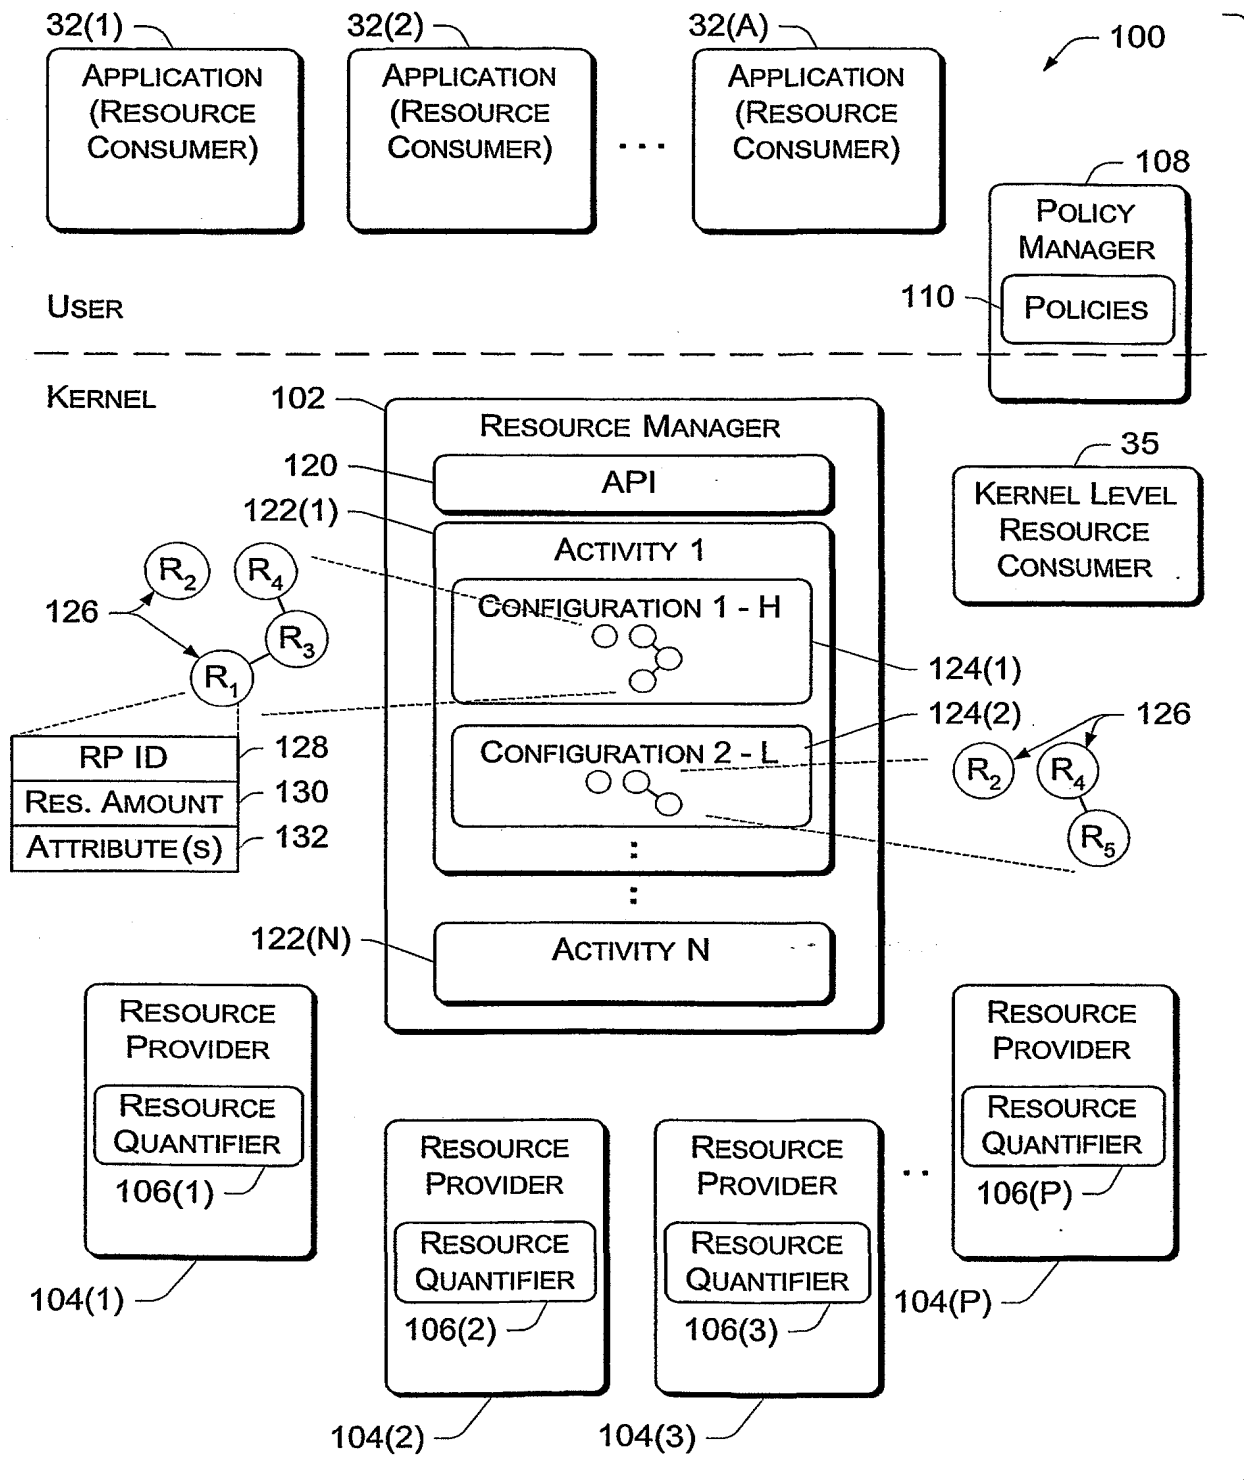 32(1)
32(2)
32(A)
100
APPLICATION
(RESOURCE
CONSUMER)
APPLICATION
(RESOURCE
CONSUMER)
...
APPLICATION
(RESOURCE
CONSUMER)
108
POLICY
MANAGER
110
POLICIES
USER
KERNEL
102
RESOURCE MANAGER
35
120
API
KERNEL LEVEL
RESOURCE
CONSUMER
122(1)
ACTIVITY 1
R2
R4
126
R3
R1
CONFIGURATION 1 - H
124(1)
124(2)
126
CONFIGURATION 2 - L
R2
R4
R5
RP ID
128
RES. AMOUNT
130
ATTRIBUTE(S)
132
122(N)
ACTIVITY N
RESOURCE
PROVIDER
RESOURCE
QUANTIFIER
106(1)
104(1)
RESOURCE
PROVIDER
RESOURCE
QUANTIFIER
106(2)
104(2)
RESOURCE
PROVIDER
RESOURCE
QUANTIFIER
106(3)
104(3)
..
RESOURCE
PROVIDER
RESOURCE
QUANTIFIER
106(P)
104(P)